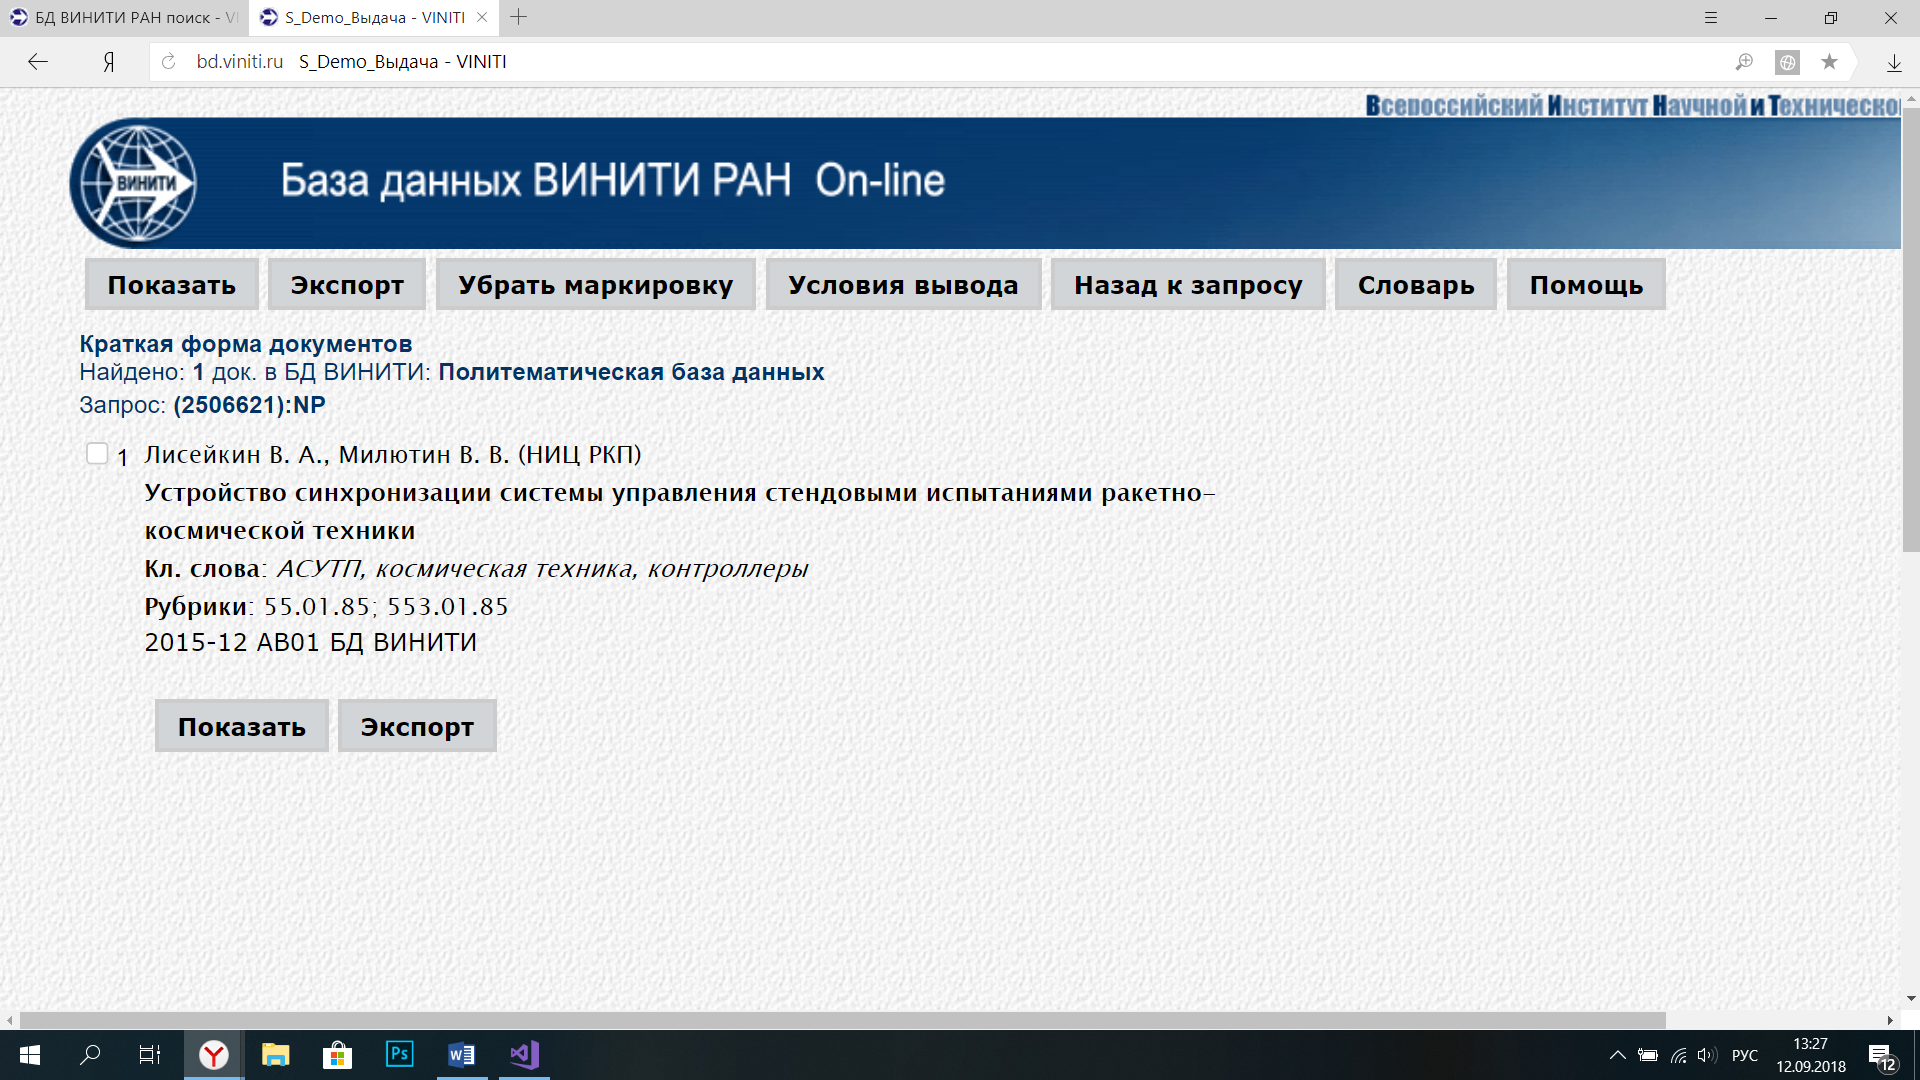 БД ВИНИТИ РАН поиск - VI
S_Demo_Выдача - VINITI
Я
bd.viniti.ru S_Demo_Выдача - VINITI
Всероссийский Институт Научной и Техническо
ВИНИТИ
База данных ВИНИТИ РАН On-line
Показать Экспорт Убрать маркировку Условия вывода Назад к запросу Словарь Помощь
Краткая форма документов
Найдено: 1 док. в БД ВИНИТИ: Политематическая база данных
Запрос: (2506621):NP
1 Лисейкин В. А., Милютин В. В. (НИЦ РКП)
Устройство синхронизации системы управления стендовыми испытаниями ракетно-
космической техники
Кл. слова: АСУТП, космическая техника, контроллеры
Рубрики: 55.01.85; 553.01.85
2015-12 АВ01 БД ВИНИТИ
Показать Экспорт
Ps
РУС
13:27
12.09.2018
12